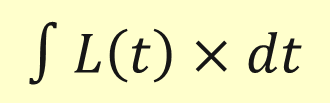 ∫ L(t) × dt